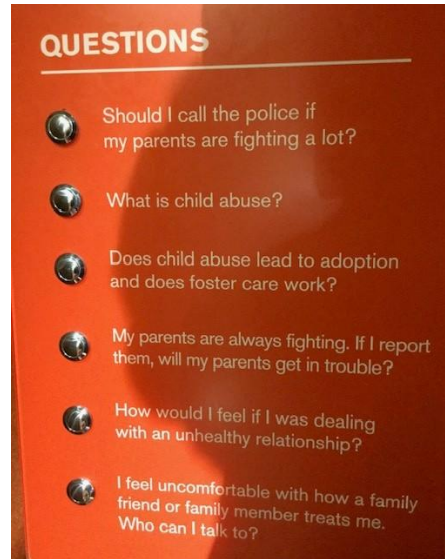 QUESTIONS
Should I call the police if
my parents are fighting a lot?
What is child abuse?
Does child abuse lead to adoption
and does foster care work?
My parents are always fighting. If I report
them, will my parents get in trouble?
How would I feel if I was dealing
with an unhealthy relationship?
I feel uncomfortable with how a family
friend or family member treats me.
Who can I talk to?